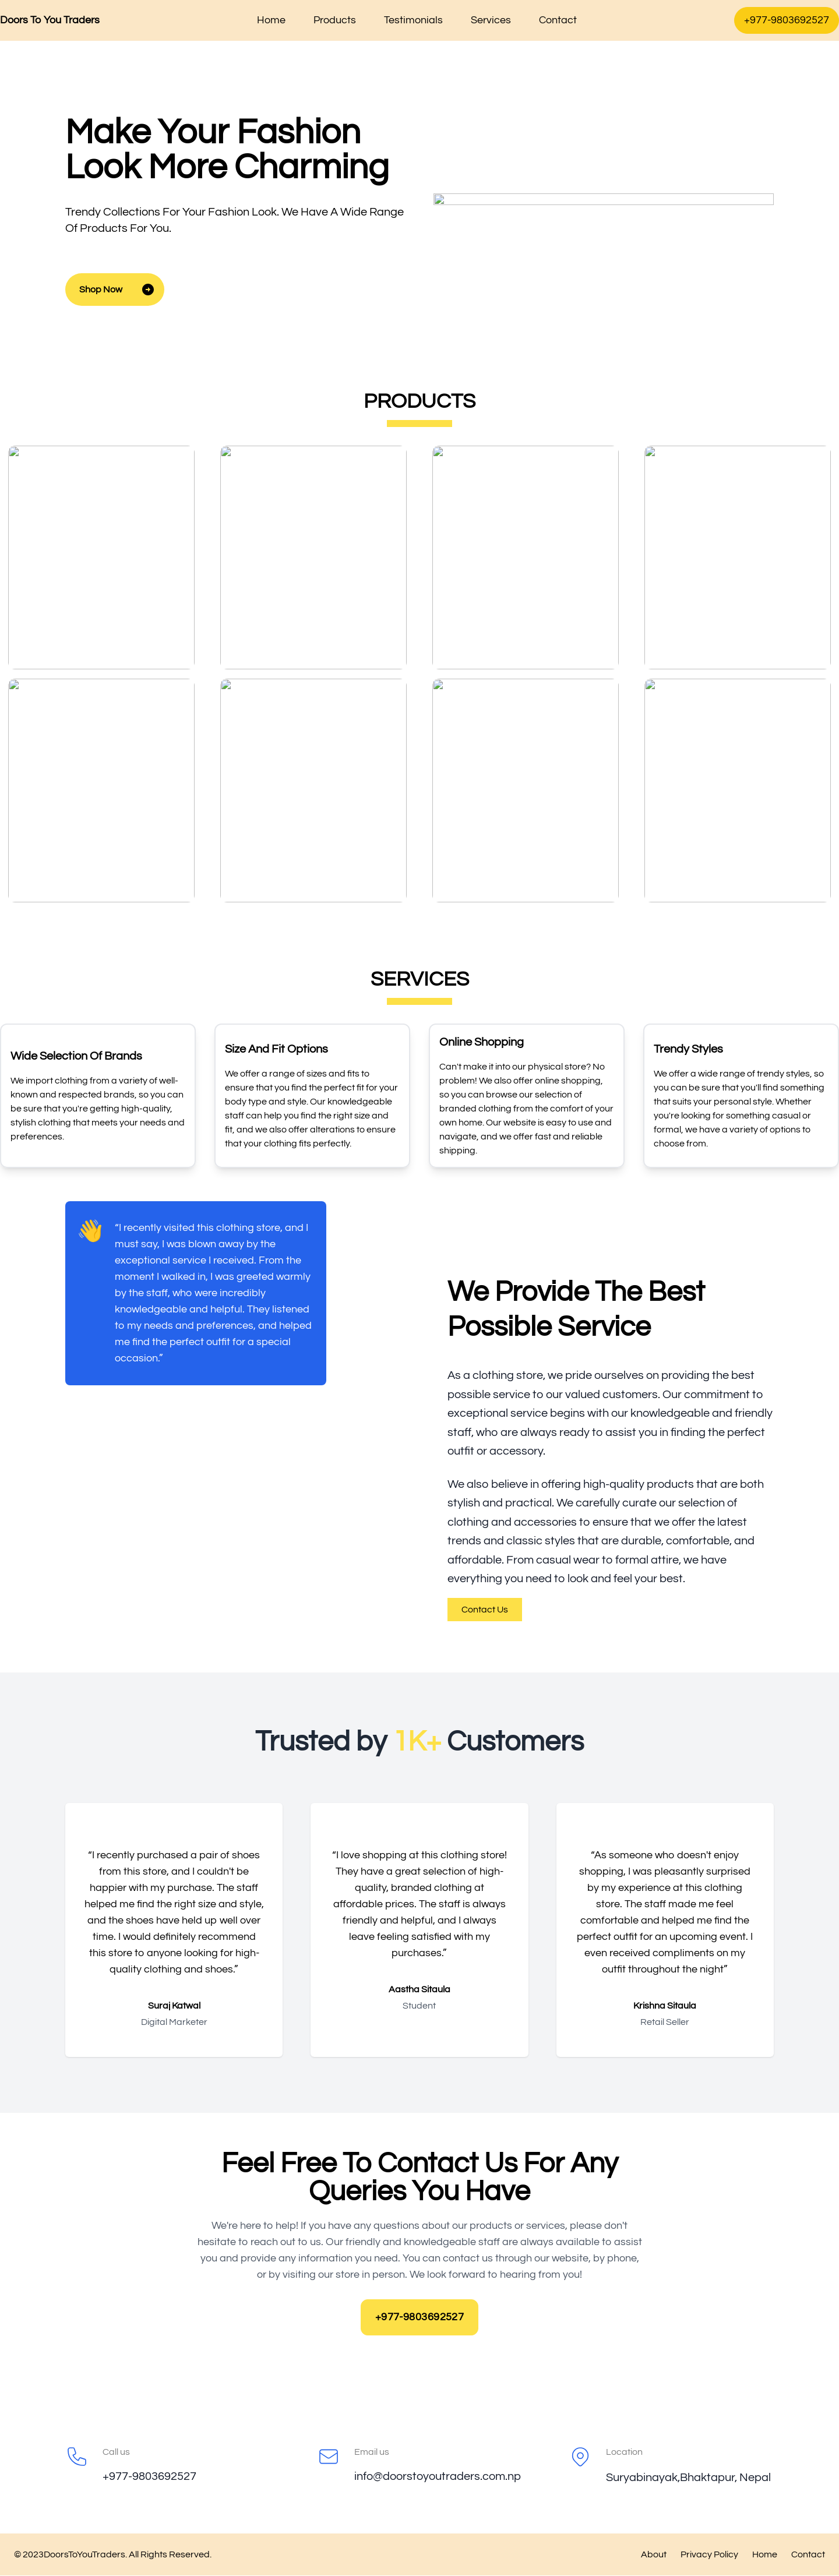 Doors To You Traders
Home Products Testimonials Services Contact
+977-9803692527
Make Your Fashion
Look More Charming
Trendy Collections For Your Fashion Look. We Have A Wide Range
Of Products For You.
Shop Now
PRODUCTS
SERVICES
Wide Selection Of Brands
We import clothing from a variety of well-
known and respected brands, so you can
be sure that you're getting high-quality,
stylish clothing that meets your needs and
preferences.
Size And Fit Options
We offer a range of sizes and fits to
ensure that you find the perfect fit for your
body type and style. Our knowledgeable
staff can help you find the right size and
fit, and we also offer alterations to ensure
that your clothing fits perfectly.
Online Shopping
Can't make it into our physical store? No
problem! We also offer online shopping,
so you can browse our selection of
branded clothing from the comfort of your
own home. Our website is easy to use and
navigate, and we offer fast and reliable
shipping.
Trendy Styles
We offer a wide range of trendy styles, so
you can be sure that you'll find something
that suits your personal style. Whether
you're looking for something casual or
formal, we have a variety of options to
choose from.
“I recently visited this clothing store, and I
must say, I was blown away by the
exceptional service I received. From the
moment I walked in, I was greeted warmly
by the staff, who were incredibly
knowledgeable and helpful. They listened
to my needs and preferences, and helped
me find the perfect outfit for a special
occasion.”
We Provide The Best
Possible Service
As a clothing store, we pride ourselves on providing the best
possible service to our valued customers. Our commitment to
exceptional service begins with our knowledgeable and friendly
staff, who are always ready to assist you in finding the perfect
outfit or accessory.
We also believe in offering high-quality products that are both
stylish and practical. We carefully curate our selection of
clothing and accessories to ensure that we offer the latest
trends and classic styles that are durable, comfortable, and
affordable. From casual wear to formal attire, we have
everything you need to look and feel your best.
Contact Us
Trusted by 1K+ Customers
“I recently purchased a pair of shoes
from this store, and I couldn't be
happier with my purchase. The staff
helped me find the right size and style,
and the shoes have held up well over
time. I would definitely recommend
this store to anyone looking for high-
quality clothing and shoes.”
Suraj Katwal
Digital Marketer
“I love shopping at this clothing store!
They have a great selection of high-
quality, branded clothing at
affordable prices. The staff is always
friendly and helpful, and I always
leave feeling satisfied with my
purchases.”
Aastha Sitaula
Student
“As someone who doesn't enjoy
shopping, I was pleasantly surprised
by my experience at this clothing
store. The staff made me feel
comfortable and helped me find the
perfect outfit for an upcoming event. I
even received compliments on my
outfit throughout the night”
Krishna Sitaula
Retail Seller
Feel Free To Contact Us For Any
Queries You Have
We're here to help! If you have any questions about our products or services, please don't
hesitate to reach out to us. Our friendly and knowledgeable staff are always available to assist
you and provide any information you need. You can contact us through our website, by phone,
or by visiting our store in person. We look forward to hearing from you!
+977-9803692527
Call us
+977-9803692527
Email us
info@doorstoyoutraders.com.np
Location
Suryabinayak,Bhaktapur, Nepal
© 2023DoorsToYouTraders. All Rights Reserved.
About Privacy Policy Home Contact